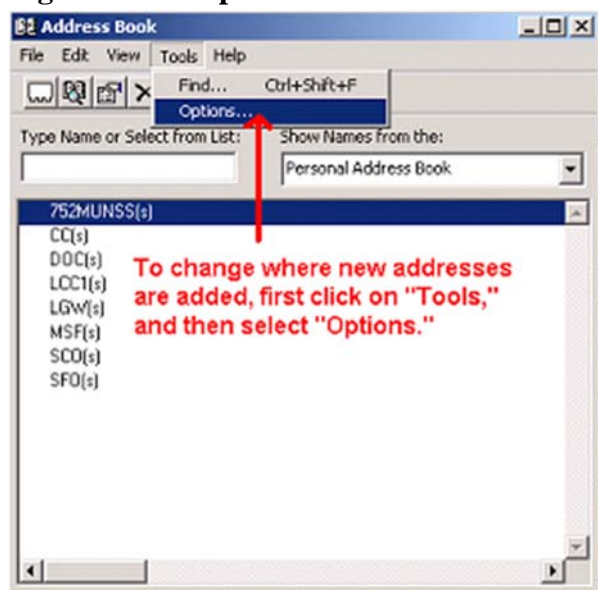 Address Book
File Edit View Tools Help
Find... Ctrl+Shift+F
Options...
Type Name or Select from List: Show Names from the:
Personal Address Book
752MUNSS(s)
CC(s)
DOC(s)
LCC1(s)
LGW(s)
MSF(s)
SCO(s)
SFO(s)
To change where new addresses
are added, first click on "Tools,"
and then select "Options."